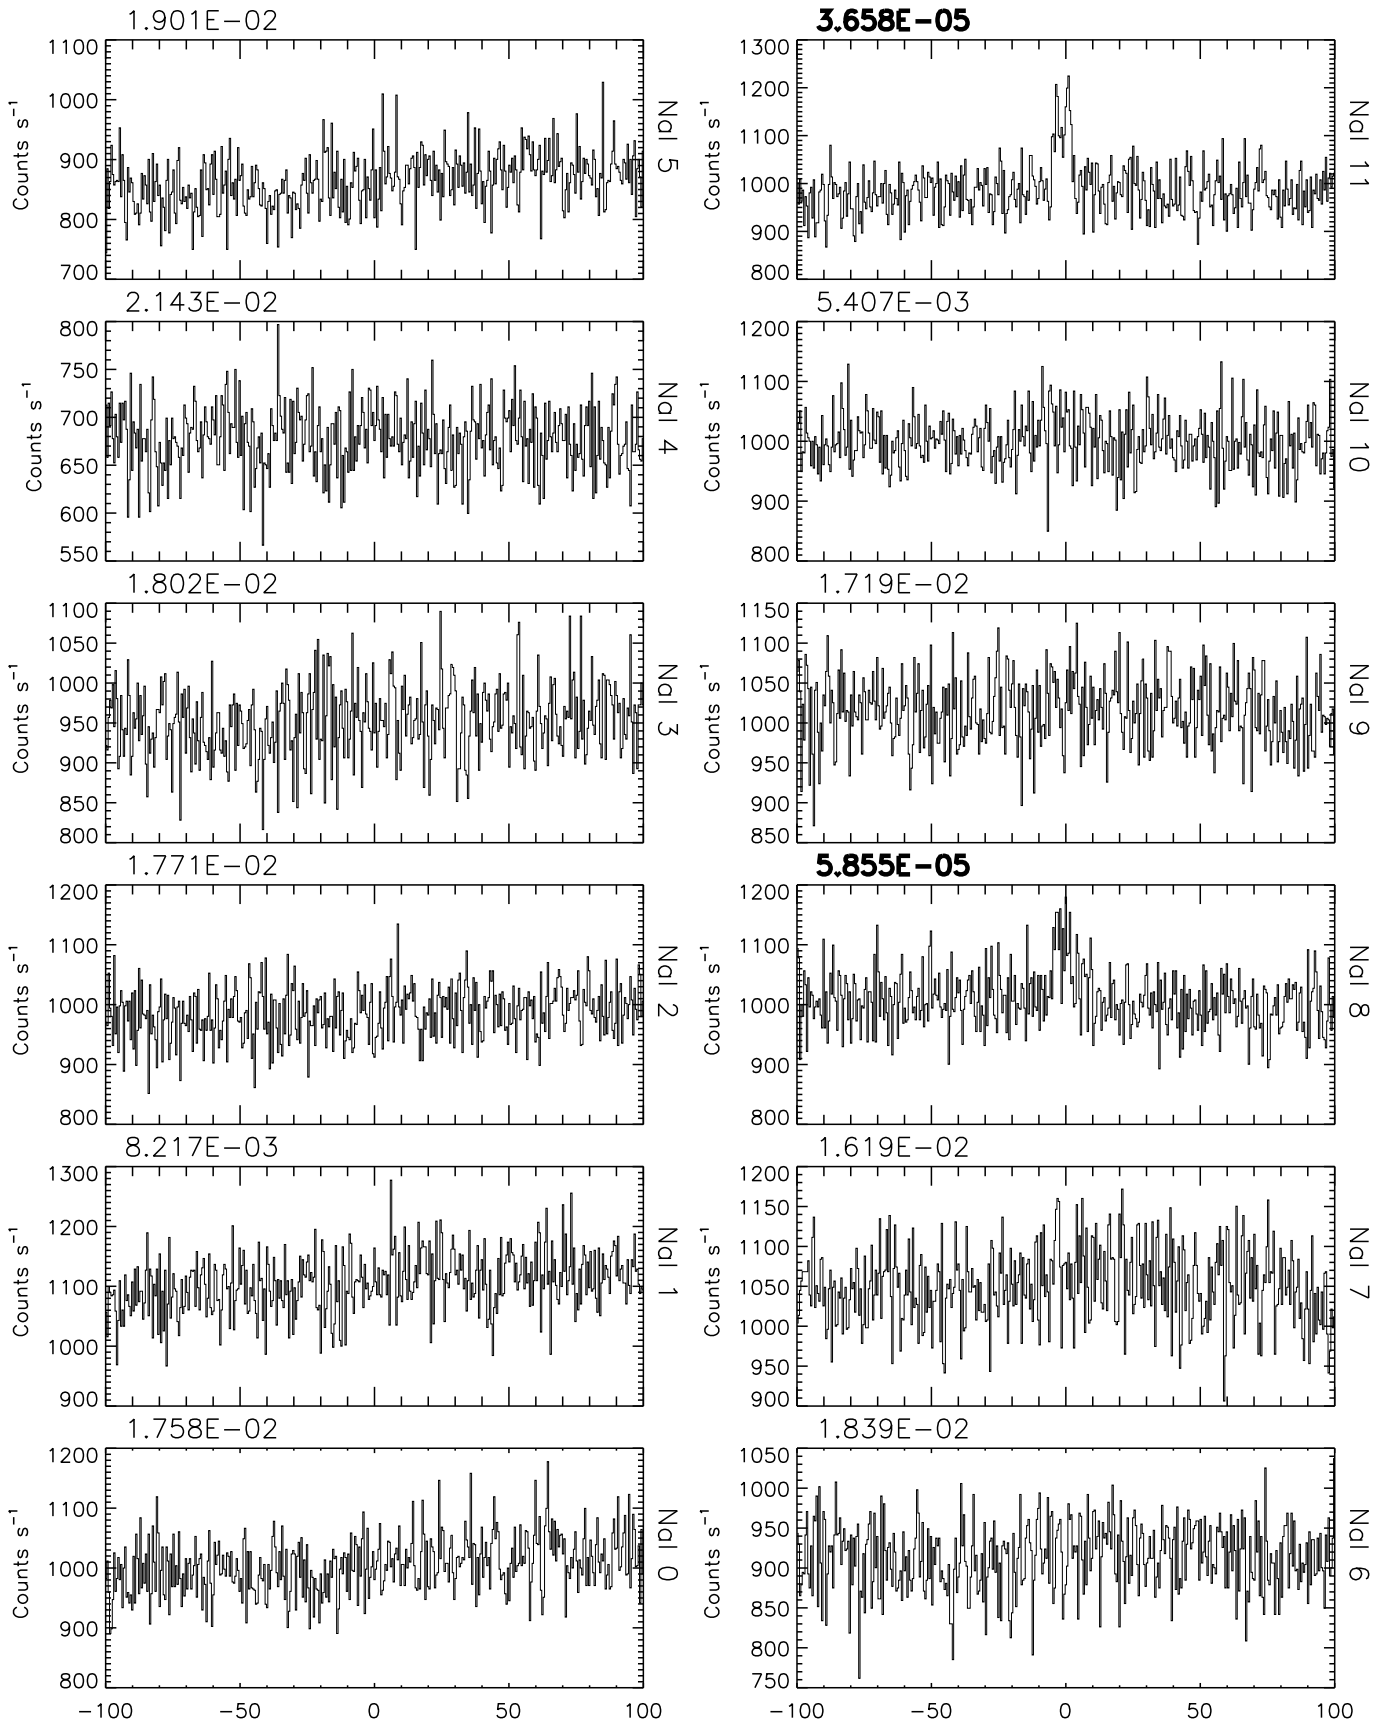 1.901E−02
1100
1000
900
800
700
Counts s⁻¹
NaI 5
3.658E−05
1300
1200
1100
1000
900
800
Counts s⁻¹
NaI 11
2.143E−02
800
750
700
650
600
550
Counts s⁻¹
NaI 4
5.407E−03
1200
1100
1000
900
800
Counts s⁻¹
NaI 10
1.802E−02
1100
1050
1000
950
900
850
800
Counts s⁻¹
NaI 3
1.719E−02
1150
1100
1050
1000
950
900
850
Counts s⁻¹
NaI 9
1.771E−02
1200
1100
1000
900
800
Counts s⁻¹
NaI 2
5.855E−05
1200
1100
1000
900
800
Counts s⁻¹
NaI 8
8.217E−03
1300
1200
1100
1000
900
Counts s⁻¹
NaI 1
1.619E−02
1200
1150
1100
1050
1000
950
900
Counts s⁻¹
NaI 7
1.758E−02
1200
1100
1000
900
800
Counts s⁻¹
NaI 0
−100 −50 0 50 100
1.839E−02
1050
1000
950
900
850
800
750
Counts s⁻¹
NaI 6
−100 −50 0 50 100